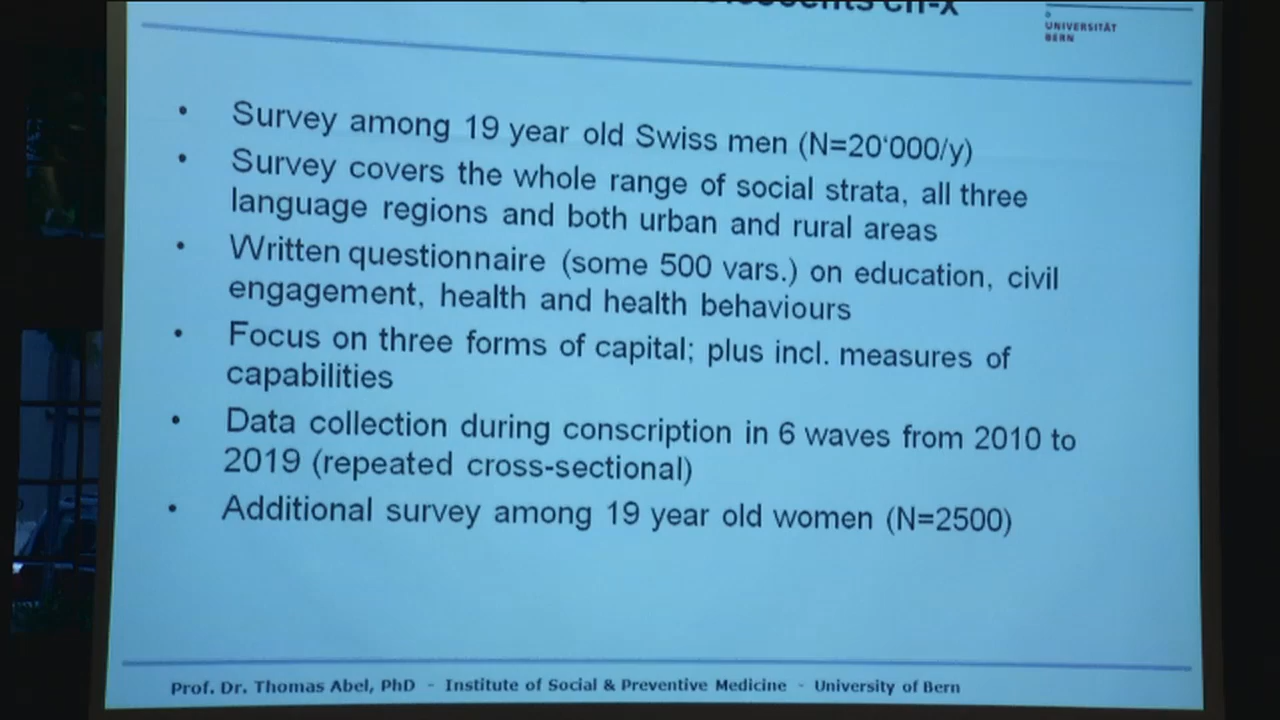 ch-x
UNIVERSITÄT
BERN
• Survey among 19 year old Swiss men (N=20‘000/y)
• Survey covers the whole range of social strata, all three
language regions and both urban and rural areas
• Written questionnaire (some 500 vars.) on education, civil
engagement, health and health behaviours
• Focus on three forms of capital; plus incl. measures of
capabilities
• Data collection during conscription in 6 waves from 2010 to
2019 (repeated cross-sectional)
• Additional survey among 19 year old women (N=2500)
Prof. Dr. Thomas Abel, PhD - Institute of Social & Preventive Medicine - University of Bern